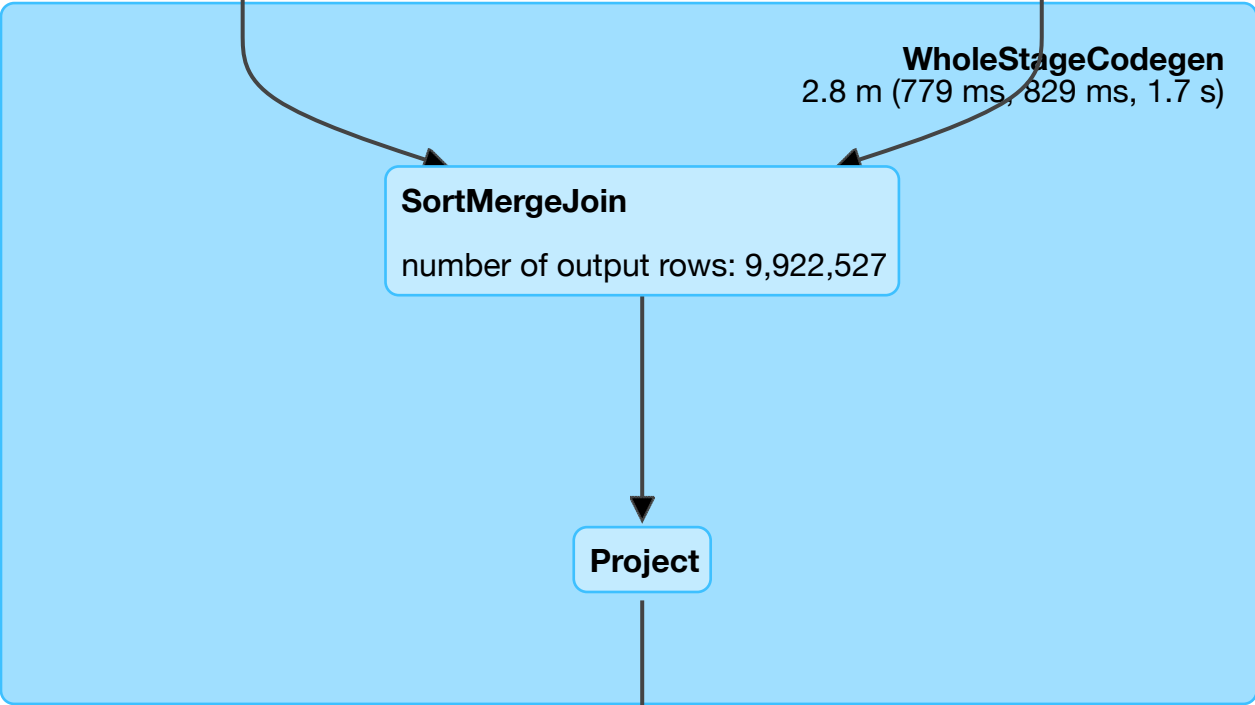 WholeStageCodegen
2.8 m (779 ms, 829 ms, 1.7 s)
SortMergeJoin
number of output rows: 9,922,527
Project